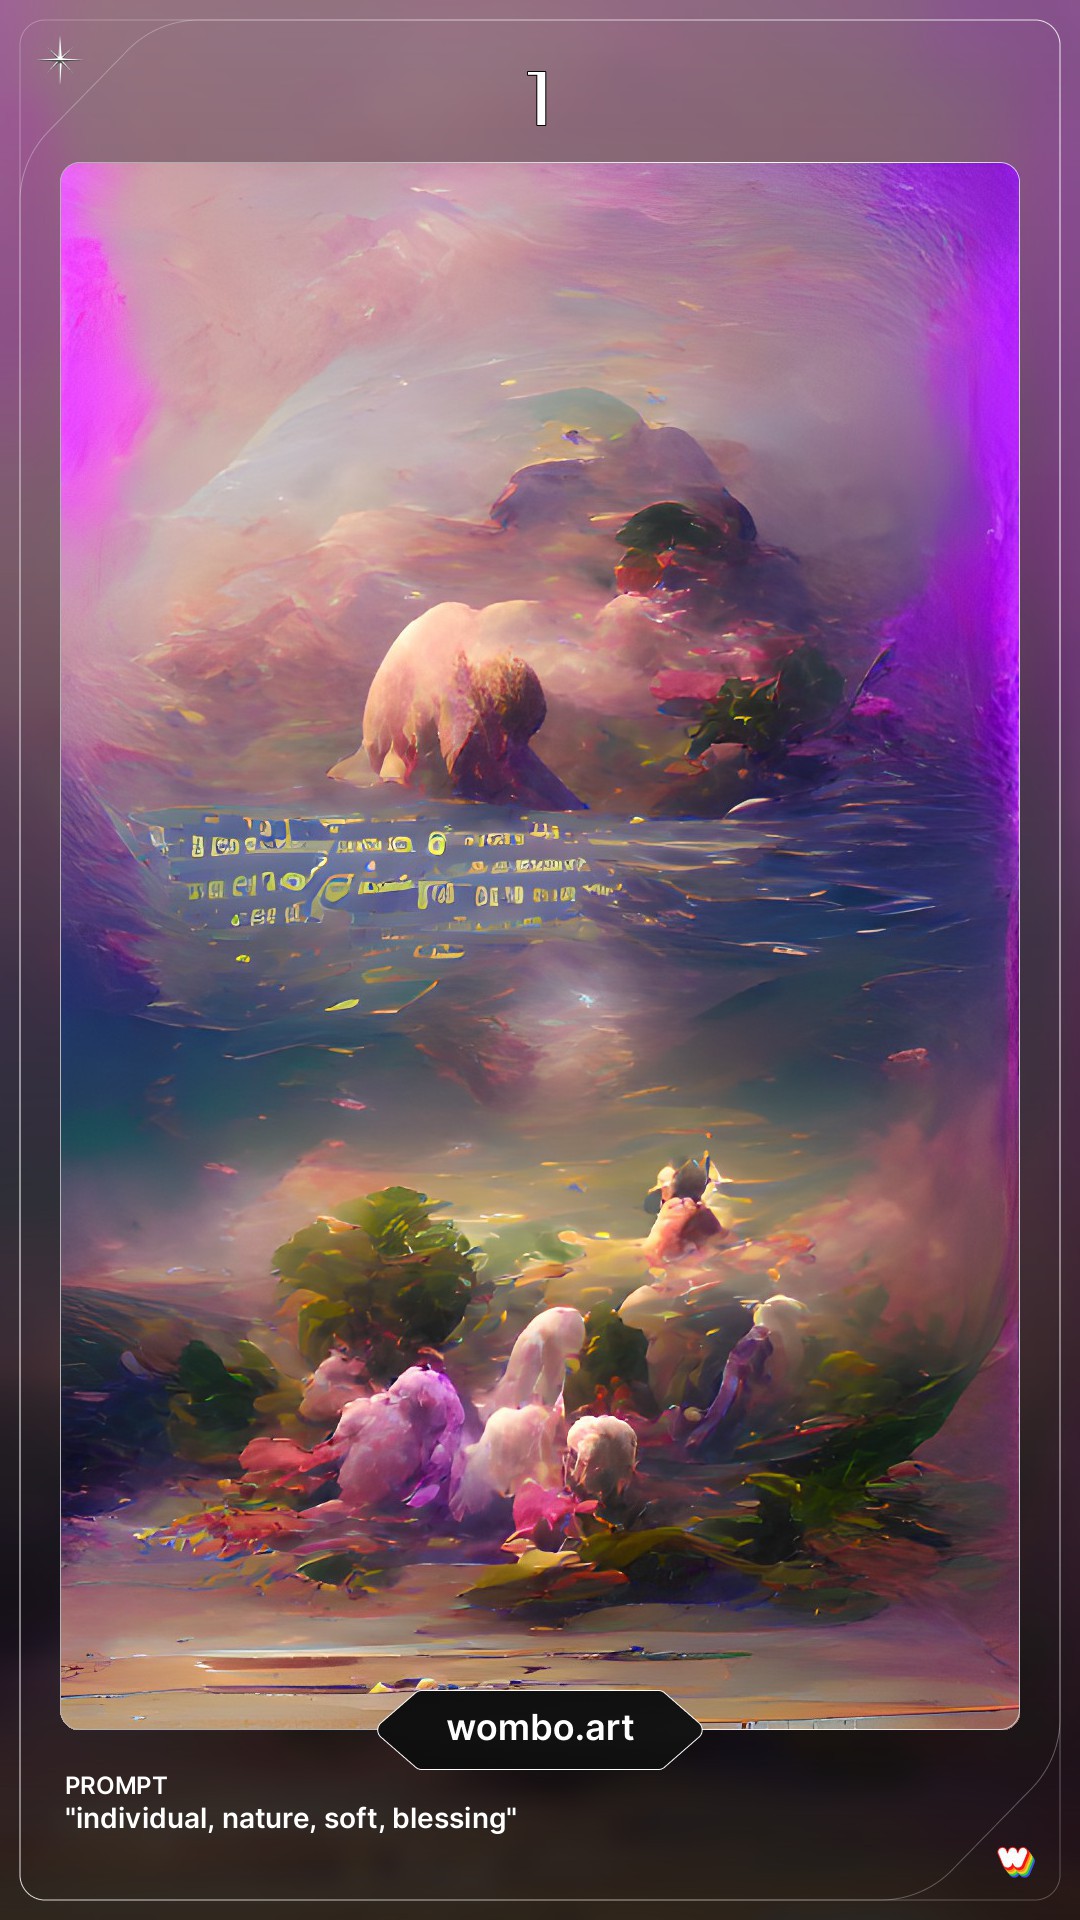 1
wombo.art
PROMPT
"individual, nature, soft, blessing"